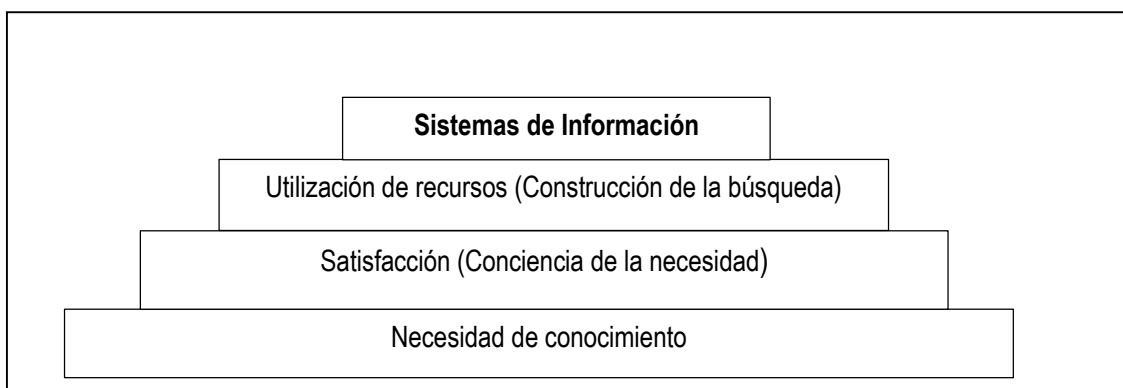 Sistemas de Información
Utilización de recursos (Construcción de la búsqueda)
Satisfacción (Conciencia de la necesidad)
Necesidad de conocimiento